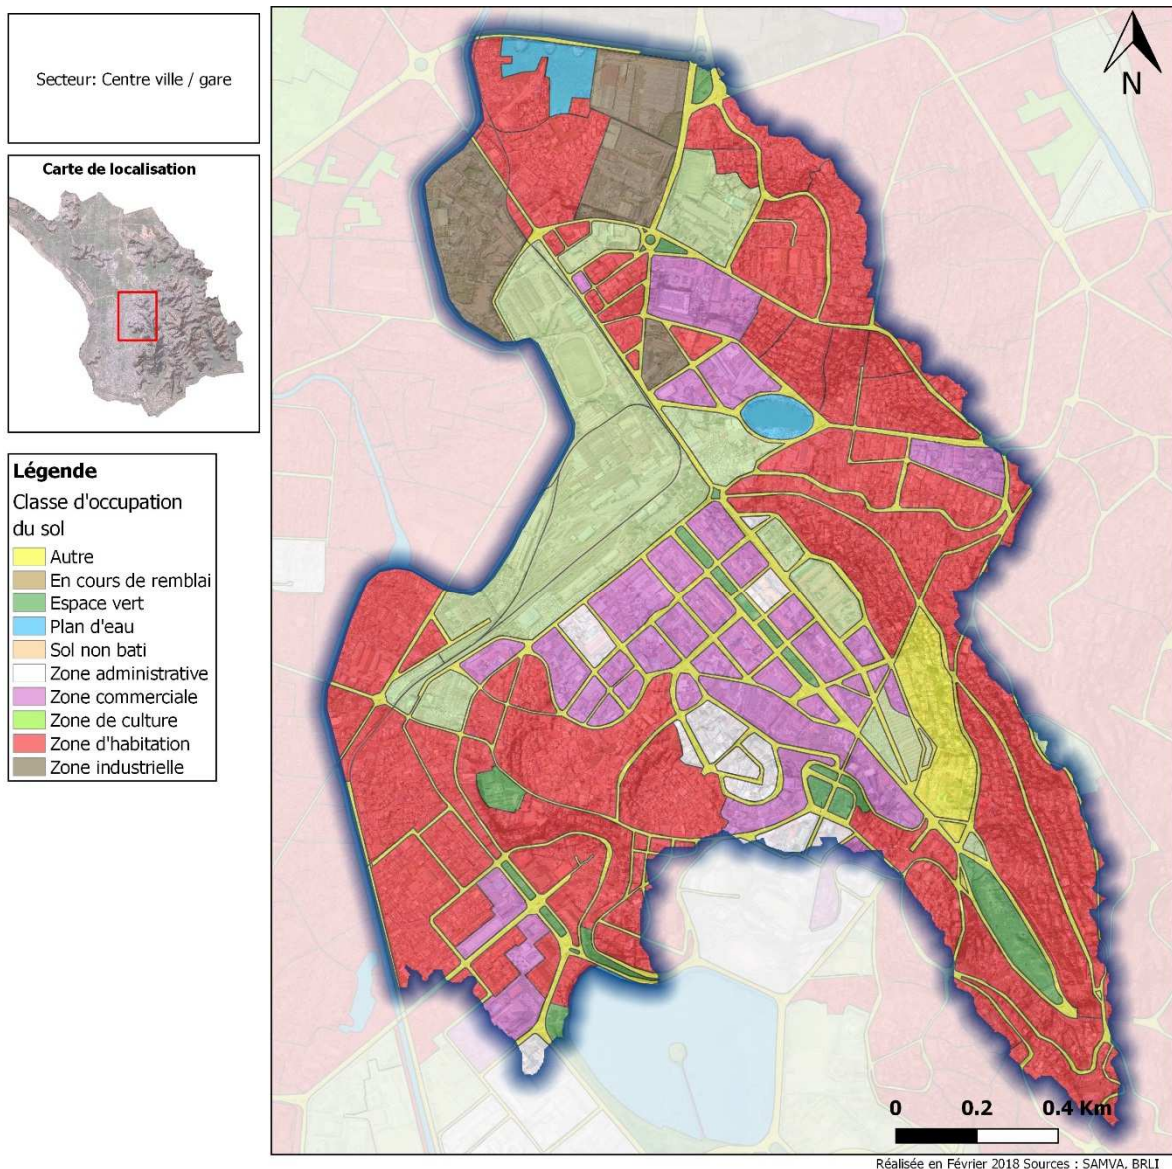 Secteur: Centre ville / gare
Carte de localisation
Légende
Classe d'occupation
du sol
Autre
En cours de remblai
Espace vert
Plan d'eau
Sol non bati
Zone administrative
Zone commerciale
Zone de culture
Zone d'habitation
Zone industrielle
N
0 0.2 0.4 Km
Réalisée en Février 2018 Sources : SAMVA, BRLI